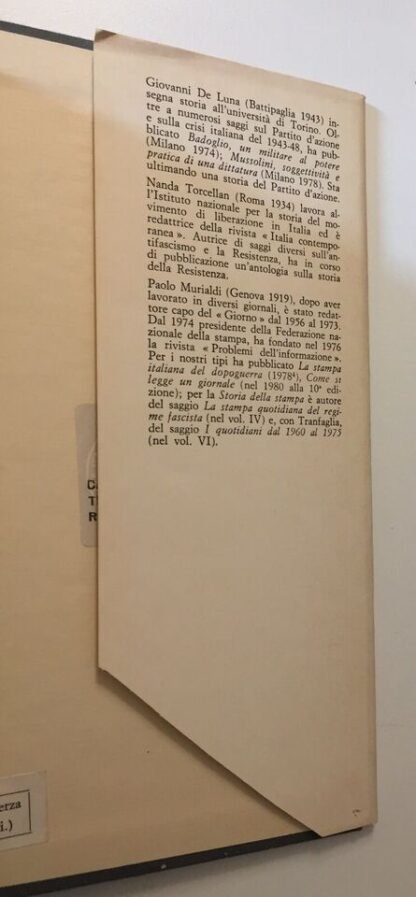 Giovanni De Luna (Battipaglia 1943) in-
segna storia all'università di Torino. Ol-
tre a numerosi saggi sul Partito d'azione
e sulla crisi italiana del 1943-48, ha pub-
blicato Badoglio, un militare al potere
(Milano 1974); Mussolini, soggettività e
pratica di una dittatura (Milano 1978). Sta
ultimando una storia del Partito d'azione.
Nanda Torcellan (Roma 1934) lavora al-
l'Istituto nazionale per la storia del mo-
vimento di liberazione in Italia ed è
redattrice della rivista « Italia contempo-
ranea ». Autrice di saggi diversi sull'an-
tifascismo e la Resistenza, ha in corso
di pubblicazione un'antologia sulla storia
della Resistenza.
Paolo Murialdi (Genova 1919), dopo aver
lavorato in diversi giornali, è stato redat-
tore capo del « Giorno » dal 1956 al 1973.
Dal 1974 presidente della Federazione na-
zionale della stampa, ha fondato nel 1976
la rivista « Problemi dell'informazione ».
Per i nostri tipi ha pubblicato La stampa
italiana del dopoguerra (1978⁴), Come si
legge un giornale (nel 1980 alla 10ª edi-
zione); per la Storia della stampa è autore
del saggio La stampa quotidiana del regi-
me fascista (nel vol. IV) e, con Tranfaglia,
del saggio I quotidiani dal 1960 al 1975
(nel vol. VI).
D
T
R
erza
i.)